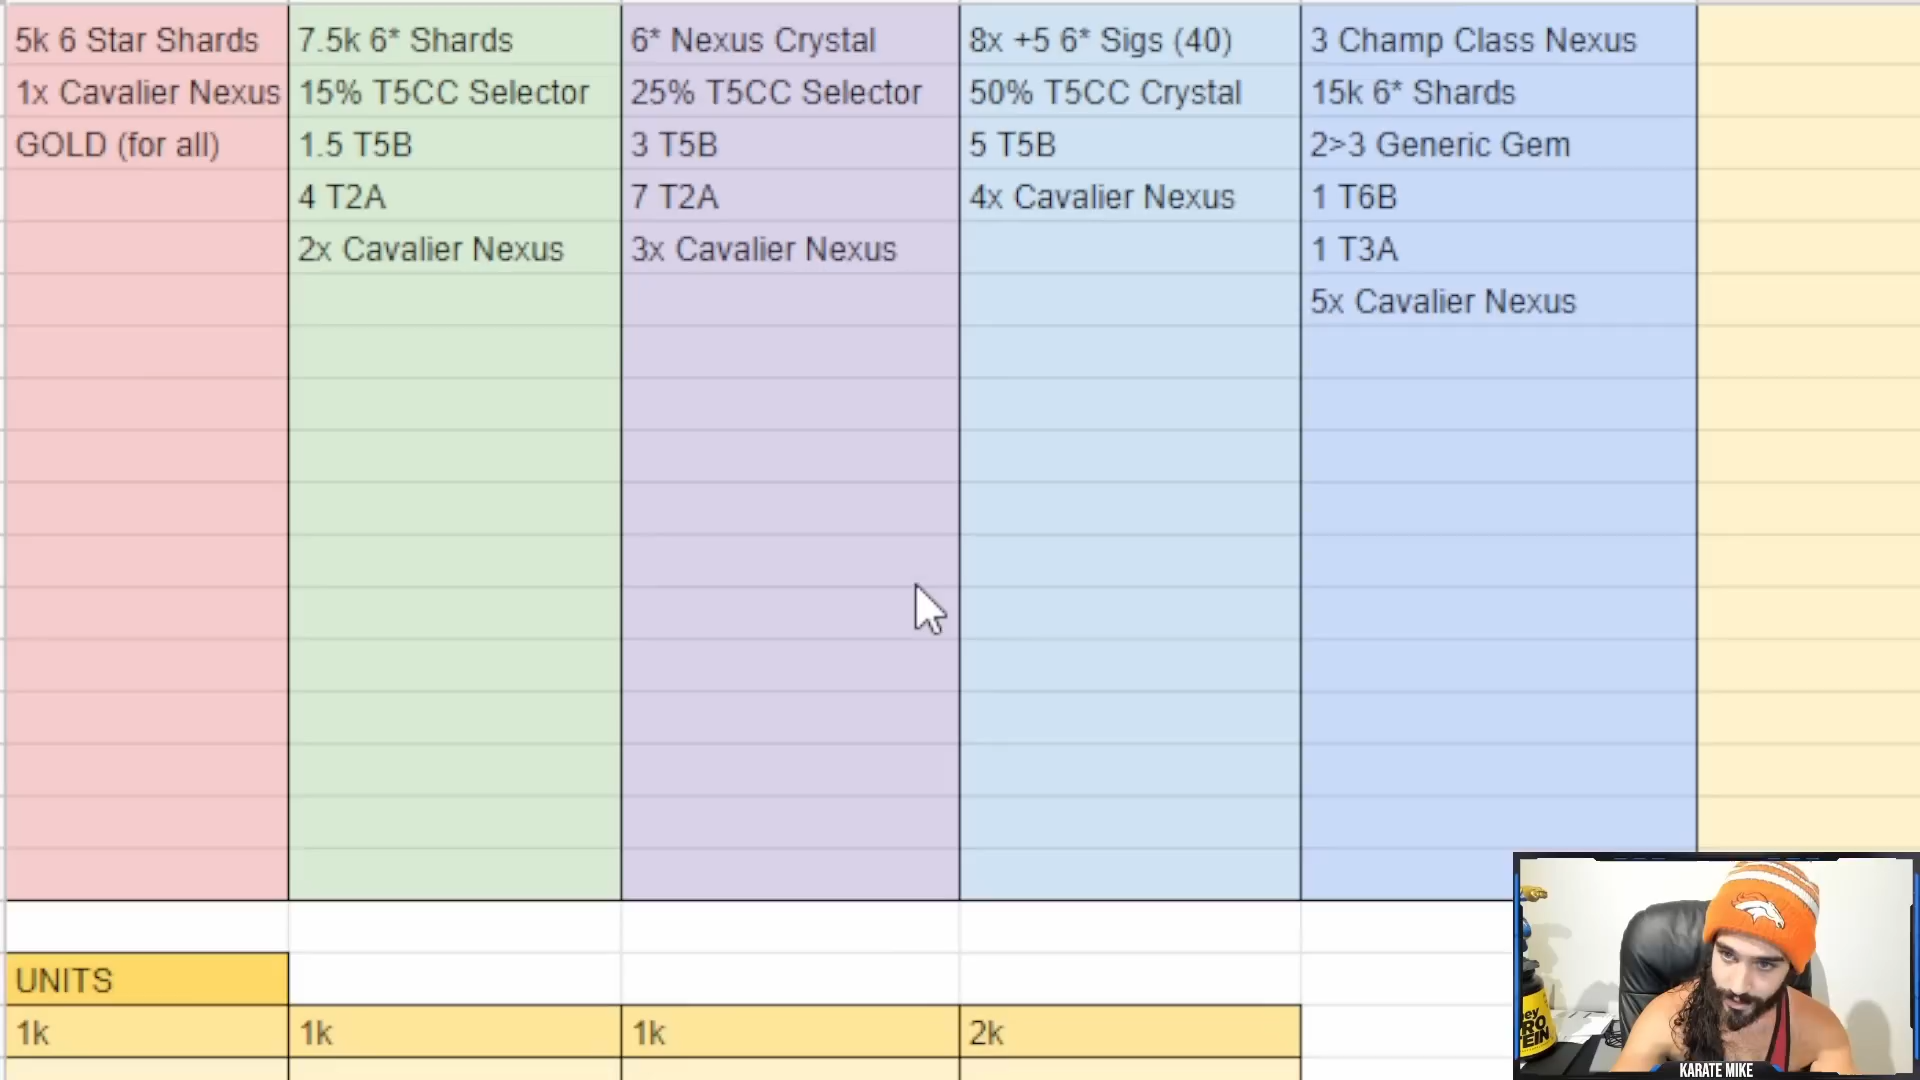 5k 6 Star Shards
7.5k 6* Shards
6* Nexus Crystal
8x +5 6* Sigs (40)
3 Champ Class Nexus
1x Cavalier Nexus
15% T5CC Selector
25% T5CC Selector
50% T5CC Crystal
15k 6* Shards
GOLD (for all)
1.5 T5B
3 T5B
5 T5B
2>3 Generic Gem
4 T2A
7 T2A
4x Cavalier Nexus
1 T6B
2x Cavalier Nexus
3x Cavalier Nexus
1 T3A
5x Cavalier Nexus
UNITS
1k
1k
1k
2k
KARATE MIKE